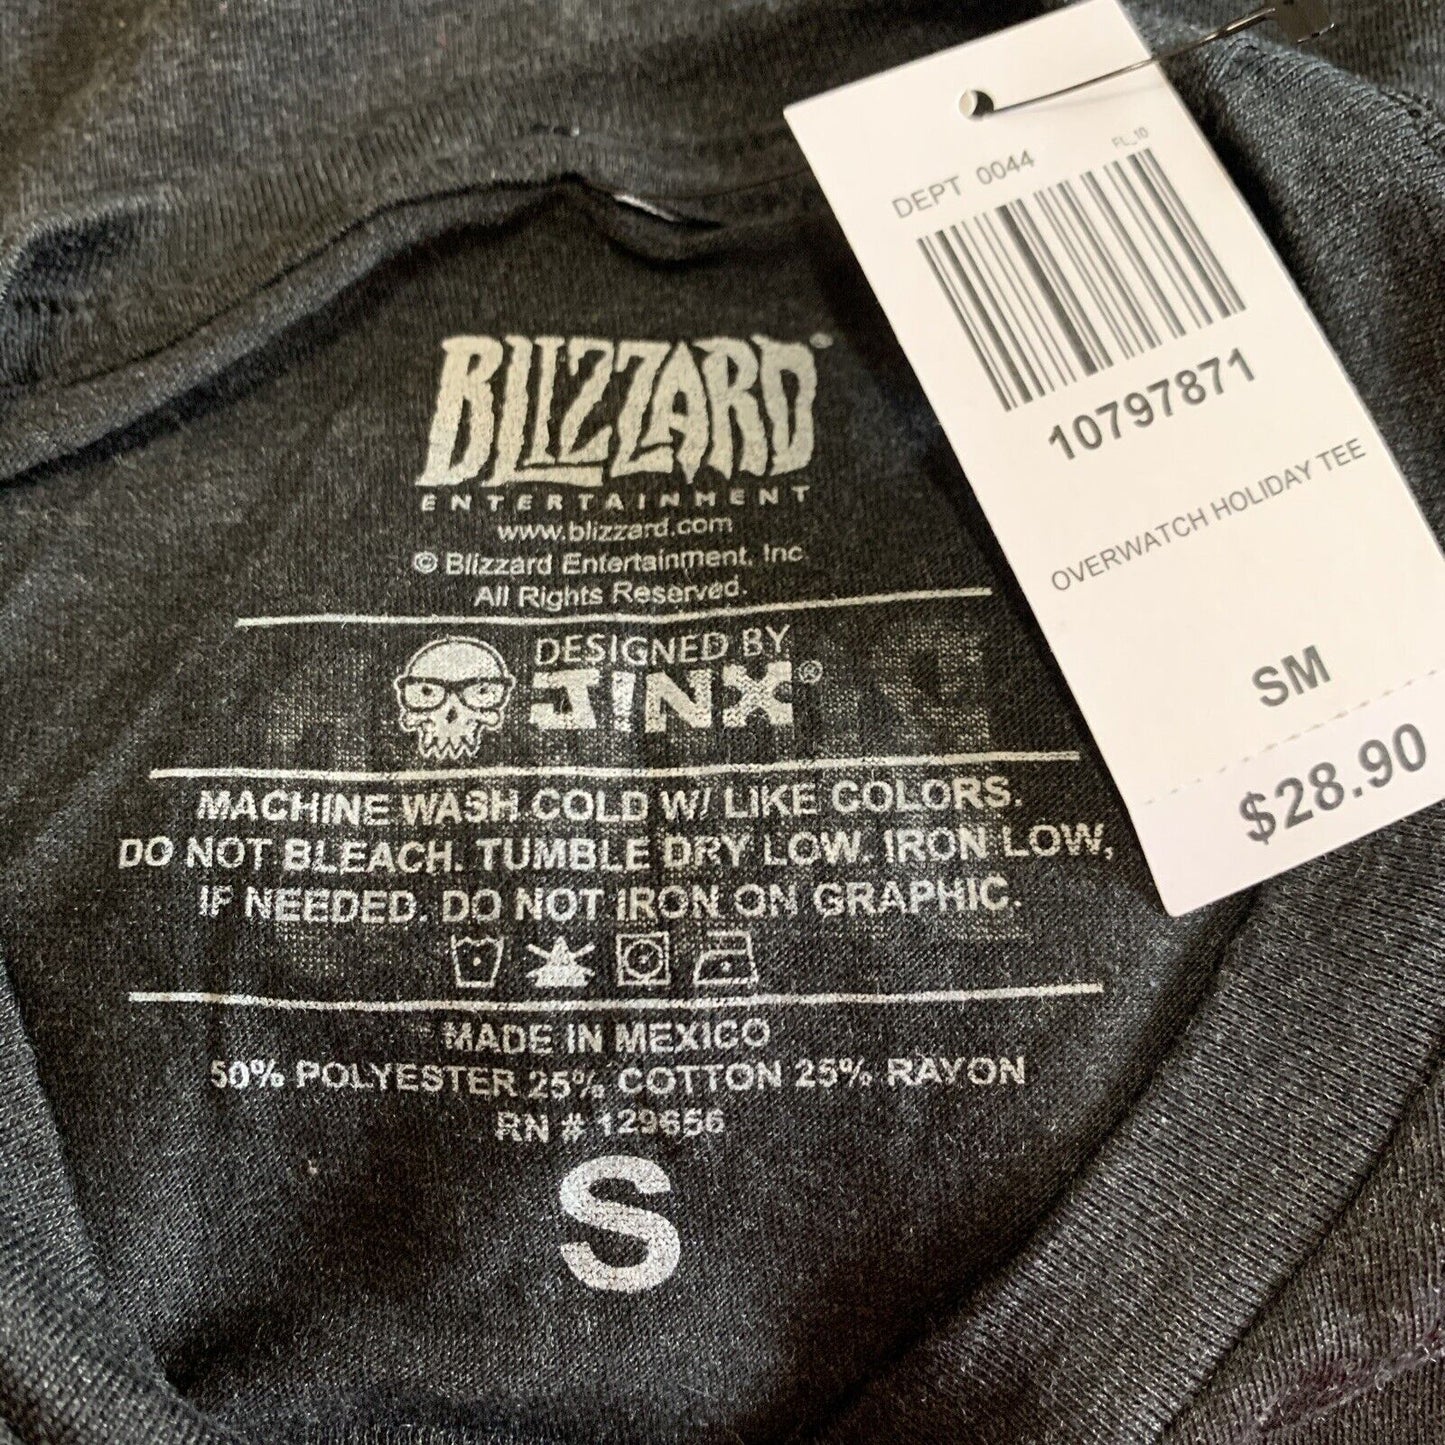 BLIZZARD®
ENTERTAINMENT
www.blizzard.com
© Blizzard Entertainment, Inc.
All Rights Reserved.
DESIGNED BY
J!NX®
MACHINE WASH COLD W/ LIKE COLORS.
DO NOT BLEACH. TUMBLE DRY LOW. IRON LOW,
IF NEEDED. DO NOT IRON ON GRAPHIC.
MADE IN MEXICO
50% POLYESTER 25% COTTON 25% RAYON
RN # 129656
S
DEPT 0044
FL_10
10797871
OVERWATCH HOLIDAY TEE
SM
$28.90